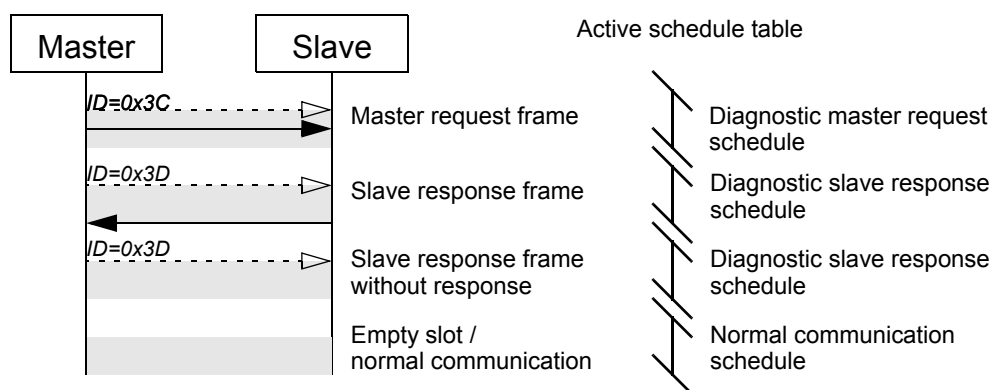 Master
Slave
Active schedule table
ID=0x3C
Master request frame
Diagnostic master request
schedule
ID=0x3D
Slave response frame
Diagnostic slave response
schedule
ID=0x3D
Slave response frame
without response
Diagnostic slave response
schedule
Empty slot /
normal communication
Normal communication
schedule